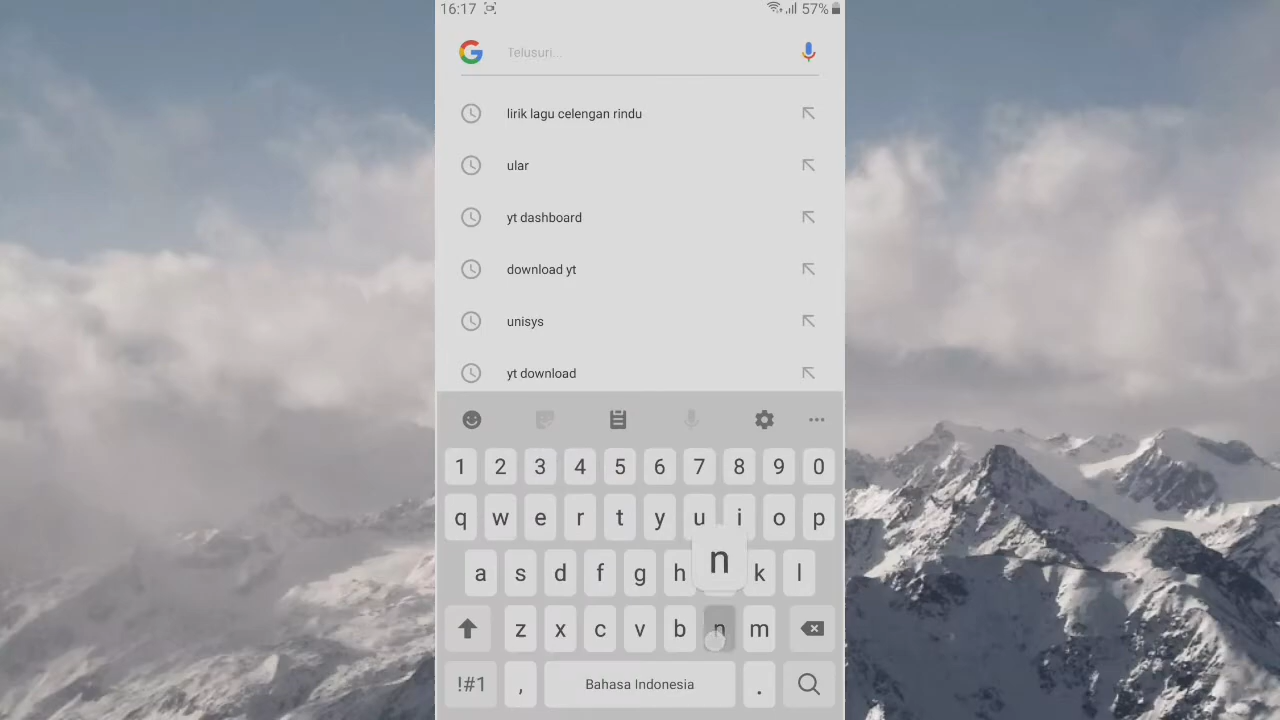 16:17 57%
Telusuri...
lirik lagu celengan rindu
ular
yt dashboard
download yt
unisys
yt download
1 2 3 4 5 6 7 8 9 0
q w e r t y u i o p
n
a s d f g h k l
z x c v b n m
!#1 , Bahasa Indonesia .